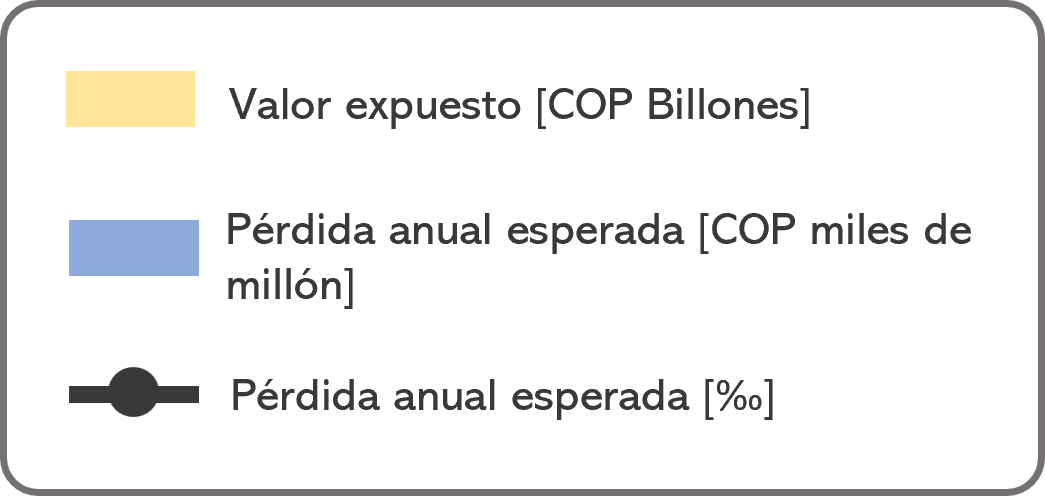 Valor expuesto [COP Billones]
Pérdida anual esperada [COP miles de
millón]
Pérdida anual esperada [‰]